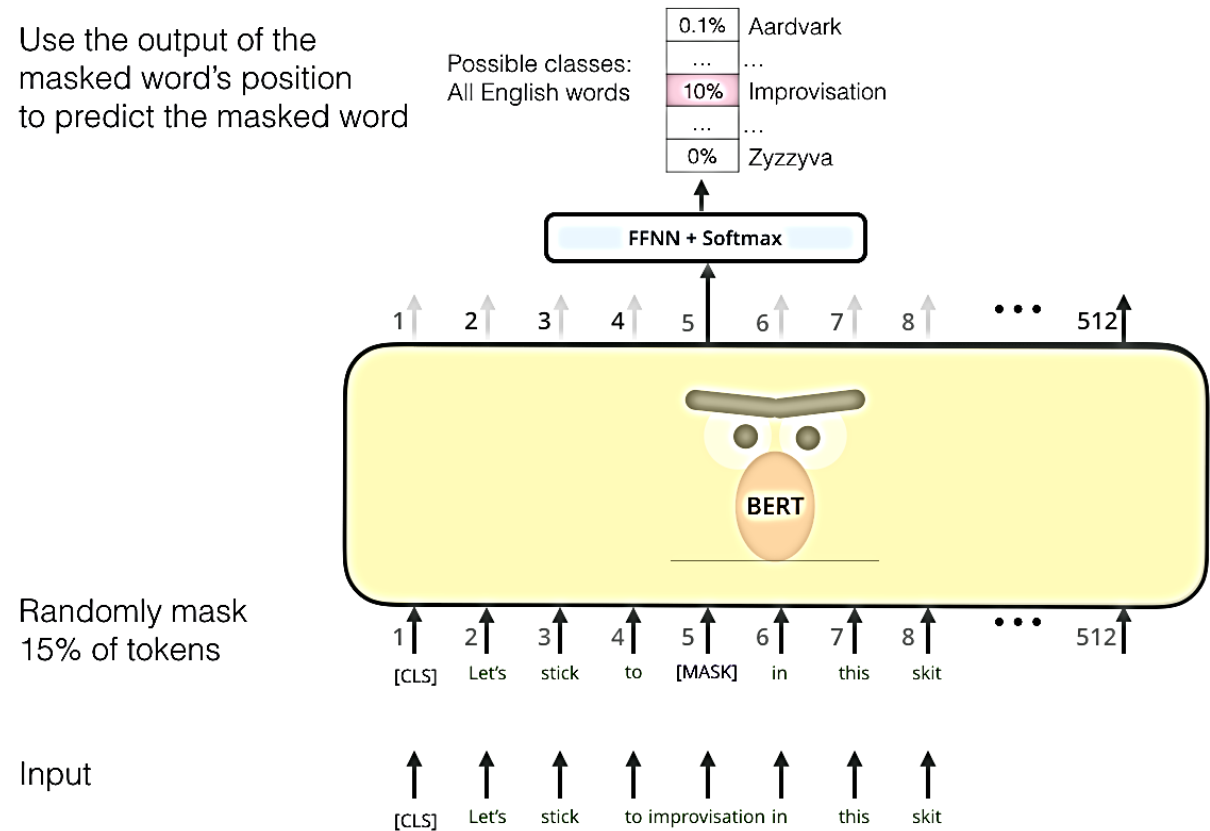 Use the output of the
masked word's position
to predict the masked word
Possible classes:
All English words
0.1% Aardvark
... ...
10% Improvisation
... ...
0% Zyzzyva
FFNN + Softmax
1 2 3 4 5 6 7 8 ••• 512
BERT
Randomly mask
15% of tokens
1 2 3 4 5 6 7 8 ••• 512
[CLS] Let's stick to [MASK] in this skit
Input
[CLS] Let's stick to improvisation in this skit